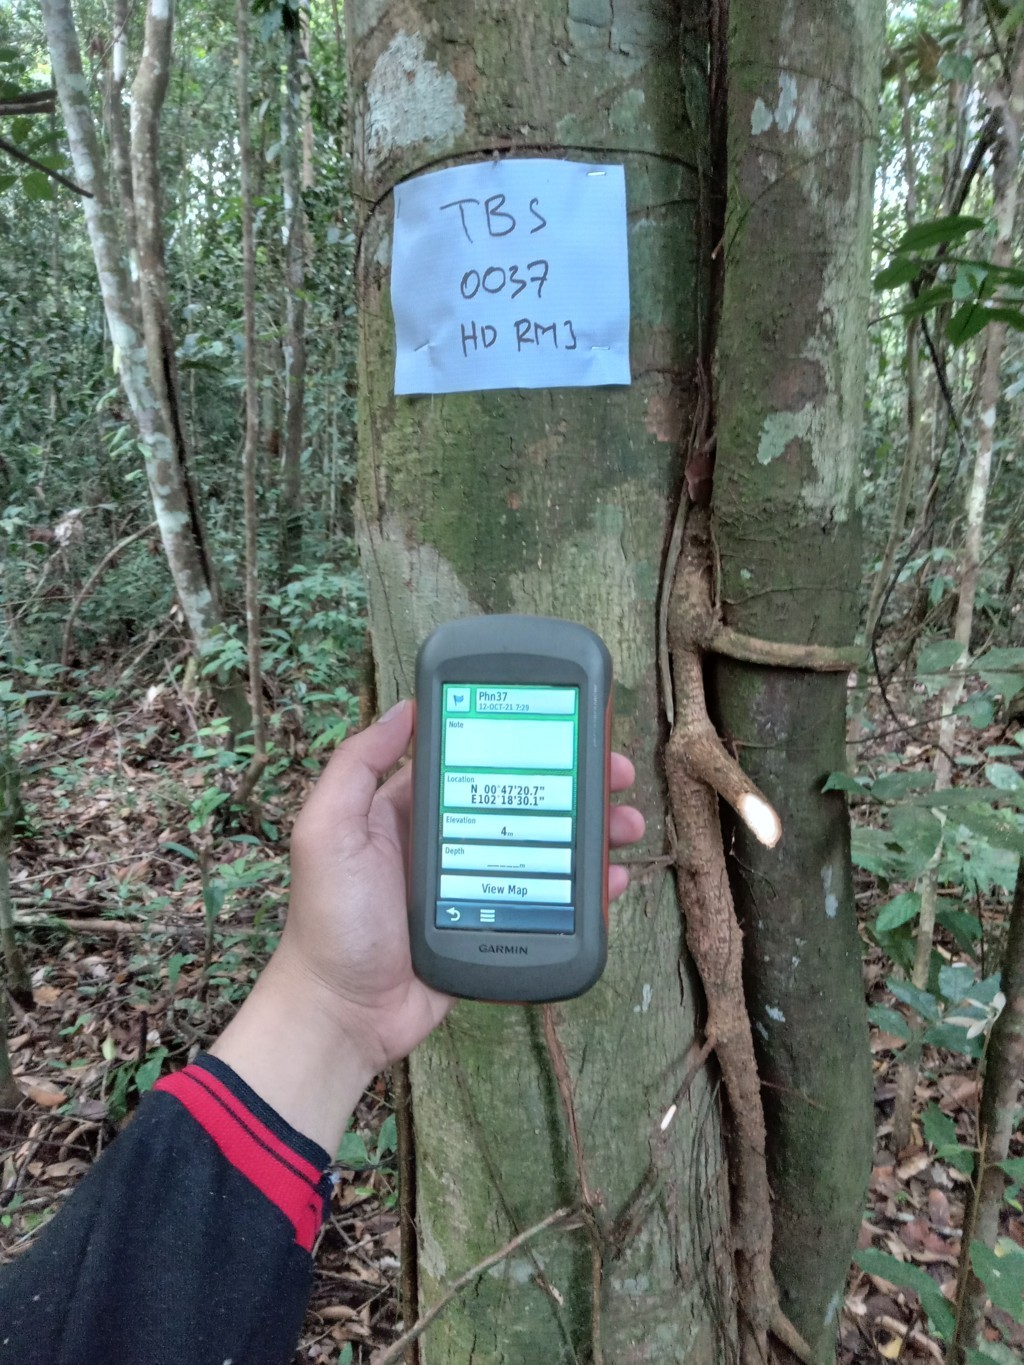 TBS
0037
HD RMJ
Phn37
12-OCT-21 7:29
Note
Location
N 00°47'20.7"
E102°18'30.1"
Elevation
4m
Depth
_____m
View Map
GARMIN